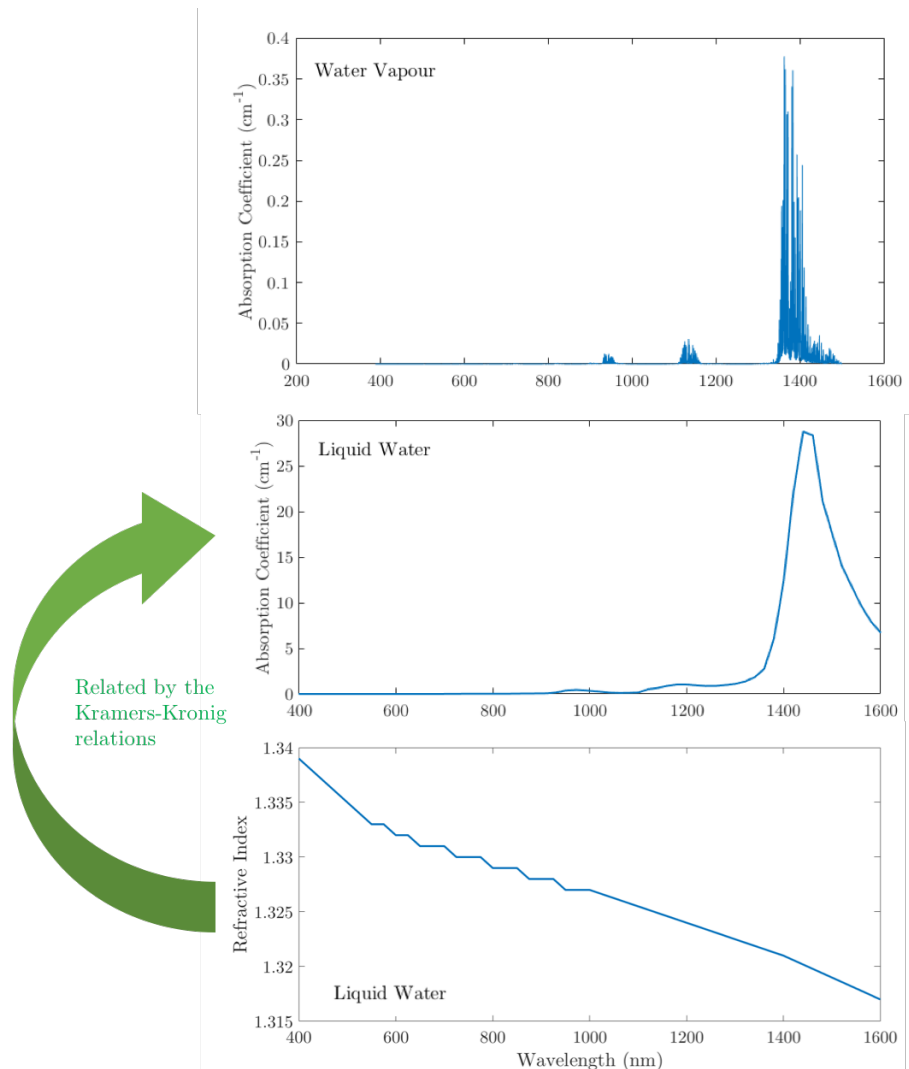 Water Vapour
Absorption Coefficient (cm⁻¹)
0.4
0.35
0.3
0.25
0.2
0.15
0.1
0.05
0
200 400 600 800 1000 1200 1400 1600
Liquid Water
Absorption Coefficient (cm⁻¹)
30
25
20
15
10
5
0
400 600 800 1000 1200 1400 1600
Related by the
Kramers-Kronig
relations
Liquid Water
Refractive Index
1.34
1.335
1.33
1.325
1.32
1.315
400 600 800 1000 1200 1400 1600
Wavelength (nm)